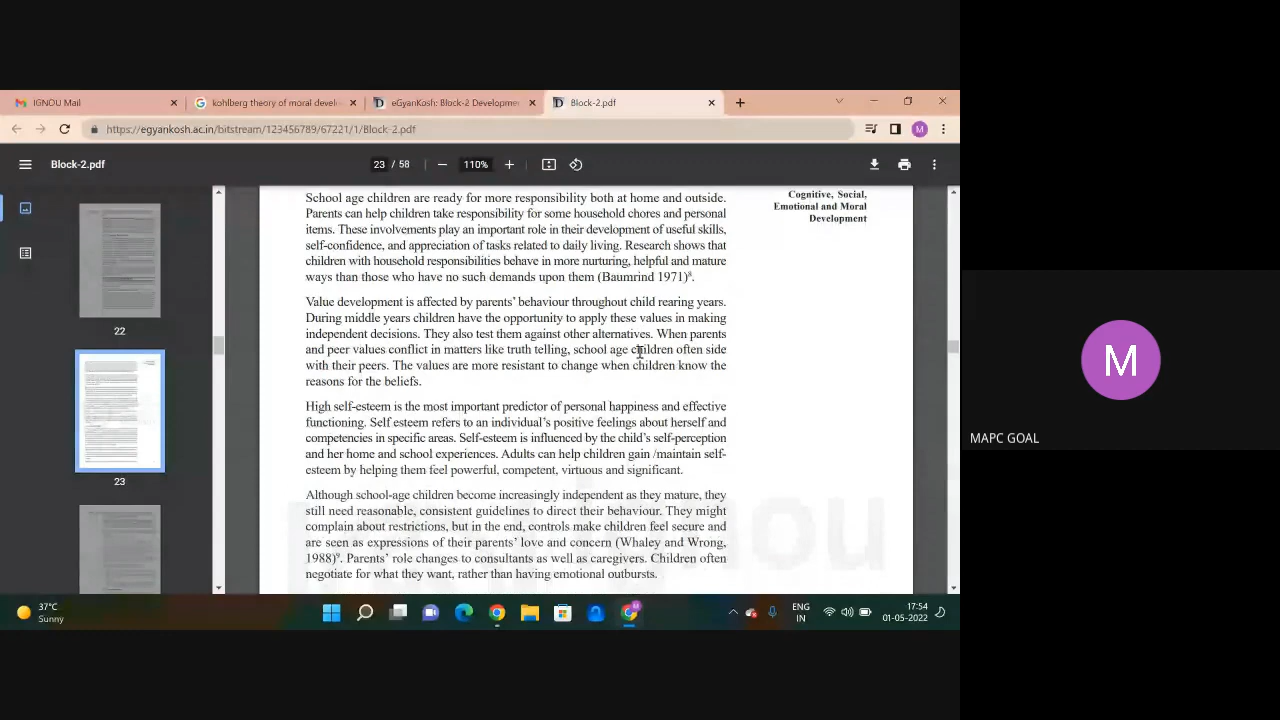 IGNOU Mail
kohlberg theory of moral devel
eGyanKosh: Block-2 Developme
Block-2.pdf
https://egyankosh.ac.in/bitstream/123456789/67221/1/Block-2.pdf
M
Block-2.pdf
23 / 58
110%
School age children are ready for more responsibility both at home and outside.
Parents can help children take responsibility for some household chores and personal
items. These involvements play an important role in their development of useful skills,
self-confidence, and appreciation of tasks related to daily living. Research shows that
children with household responsibilities behave in more nurturing, helpful and mature
ways than those who have no such demands upon them (Baumrind 1971)8.
Cognitive, Social,
Emotional and Moral
Development
Value development is affected by parents' behaviour throughout child rearing years.
During middle years children have the opportunity to apply these values in making
independent decisions. They also test them against other alternatives. When parents
and peer values conflict in matters like truth telling, school age children often side
with their peers. The values are more resistant to change when children know the
reasons for the beliefs.
High self-esteem is the most important predictor of personal happiness and effective
functioning. Self esteem refers to an individual's positive feelings about herself and
competencies in specific areas. Self-esteem is influenced by the child's self-perception
and her home and school experiences. Adults can help children gain /maintain self-
esteem by helping them feel powerful, competent, virtuous and significant.
Although school-age children become increasingly independent as they mature, they
still need reasonable, consistent guidelines to direct their behaviour. They might
complain about restrictions, but in the end, controls make children feel secure and
are seen as expressions of their parents' love and concern (Whaley and Wrong,
1988)9. Parents' role changes to consultants as well as caregivers. Children often
negotiate for what they want, rather than having emotional outbursts.
22
23
37°C
Sunny
ENG
IN
17:54
01-05-2022
M
MAPC GOAL